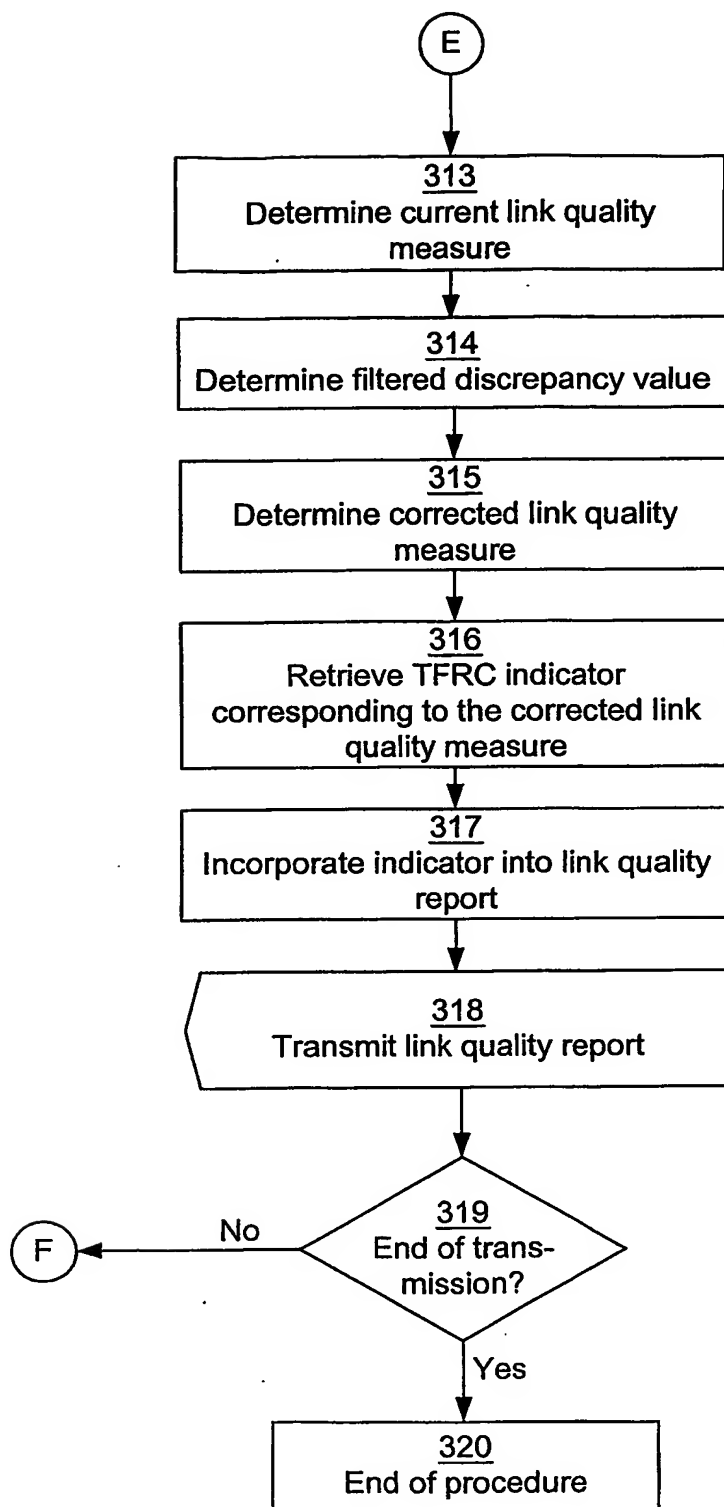 E
313
Determine current link quality
measure
314
Determine filtered discrepancy value
315
Determine corrected link quality
measure
316
Retrieve TFRC indicator
corresponding to the corrected link
quality measure
317
Incorporate indicator into link quality
report
318
Transmit link quality report
319
End of trans-
mission?
No
F
Yes
320
End of procedure